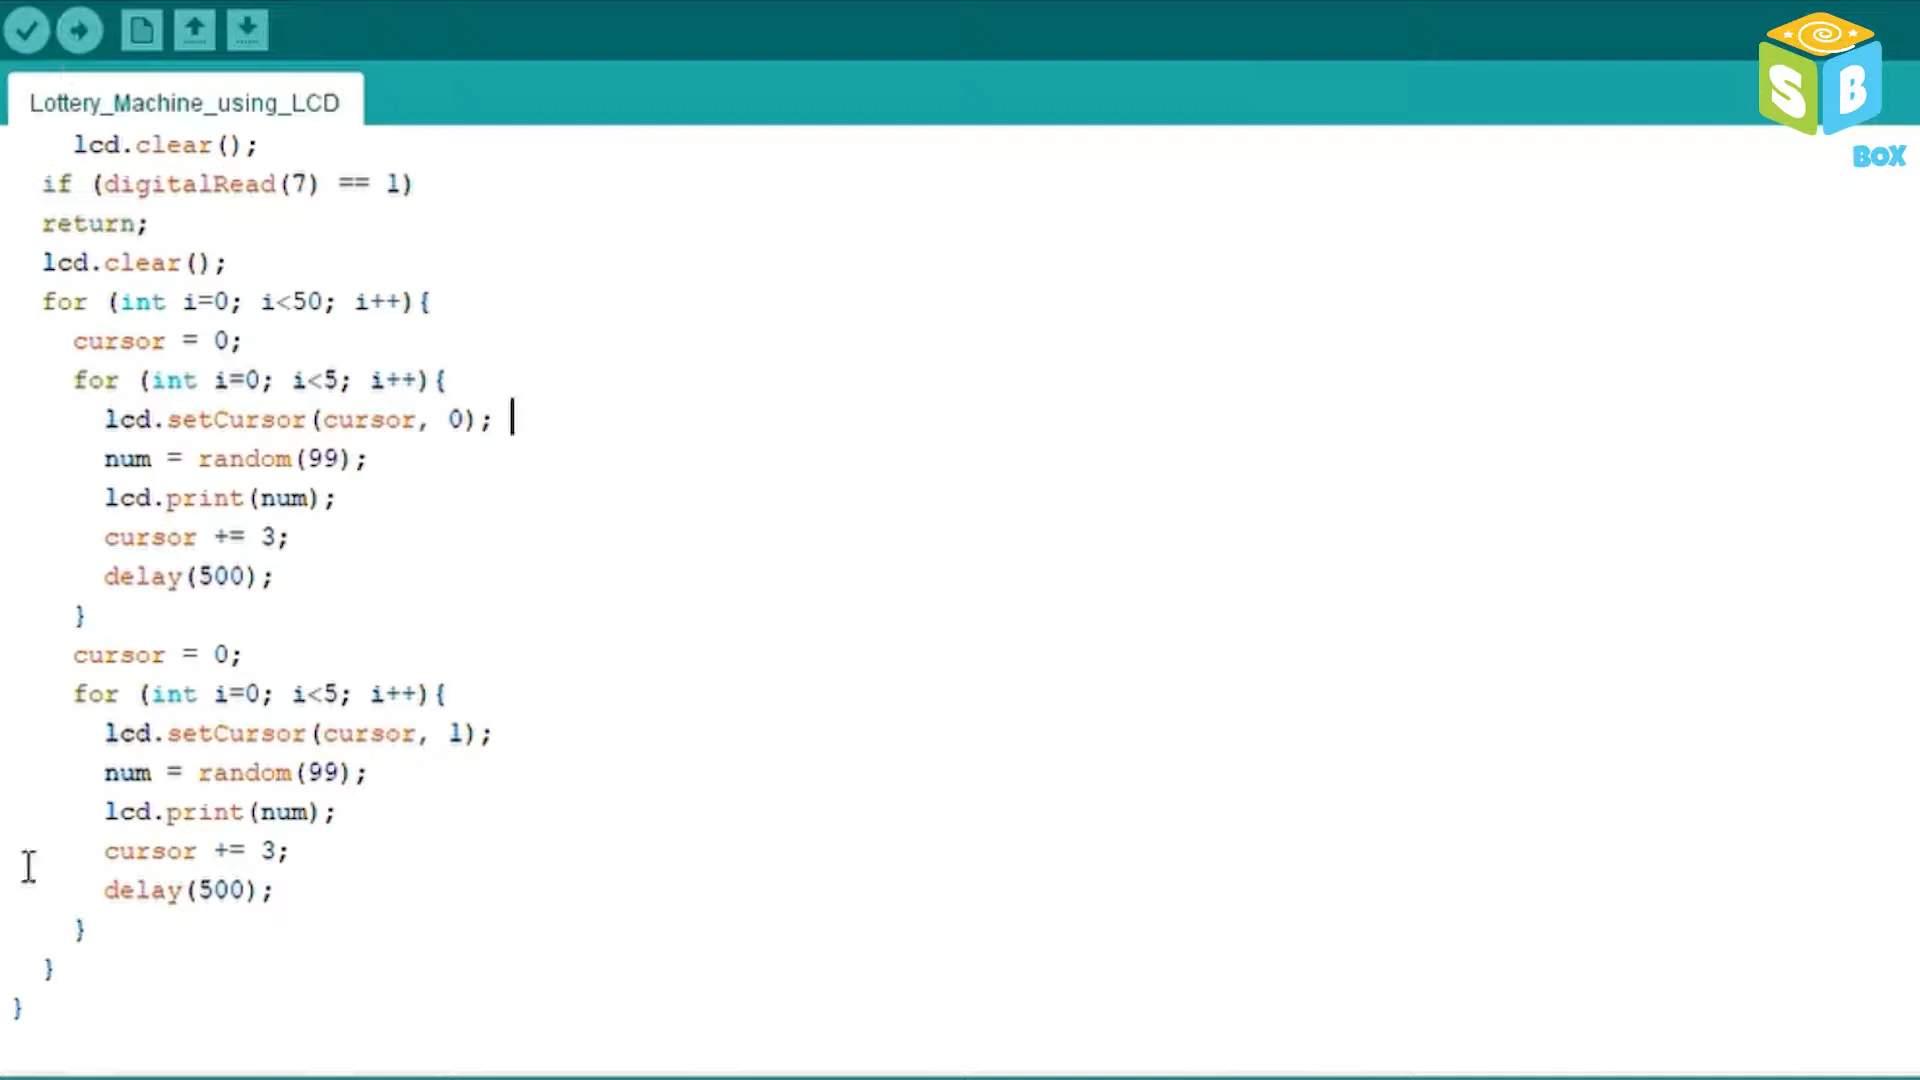 S B
BOX
Lottery_Machine_using_LCD
lcd.clear();
if (digitalRead(7) == 1)
return;
lcd.clear();
for (int i=0; i<50; i++){
cursor = 0;
for (int i=0; i<5; i++){
lcd.setCursor(cursor, 0);
num = random(99);
lcd.print(num);
cursor += 3;
delay(500);
}
cursor = 0;
for (int i=0; i<5; i++){
lcd.setCursor(cursor, 1);
num = random(99);
lcd.print(num);
cursor += 3;
delay(500);
}
}
}